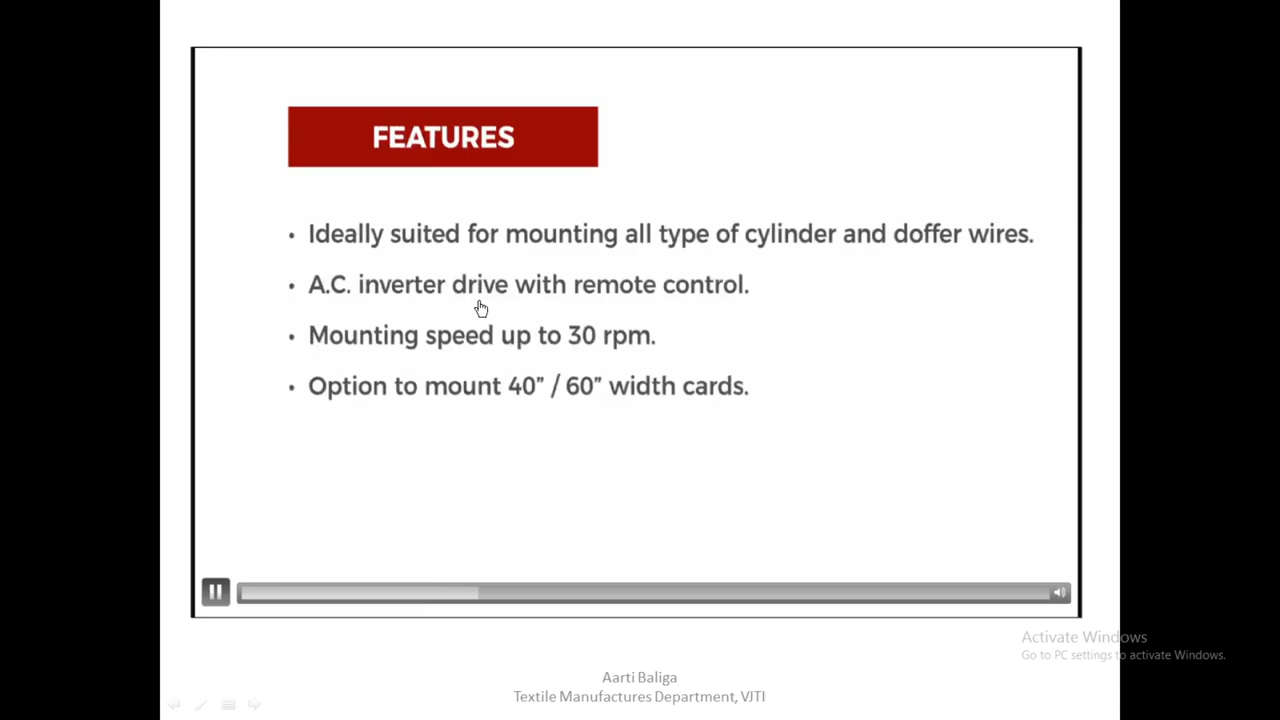 FEATURES
• Ideally suited for mounting all type of cylinder and doffer wires.
• A.C. inverter drive with remote control.
• Mounting speed up to 30 rpm.
• Option to mount 40” / 60” width cards.
Activate Windows
Go to PC settings to activate Windows.
Aarti Baliga
Textile Manufactures Department, VJTI